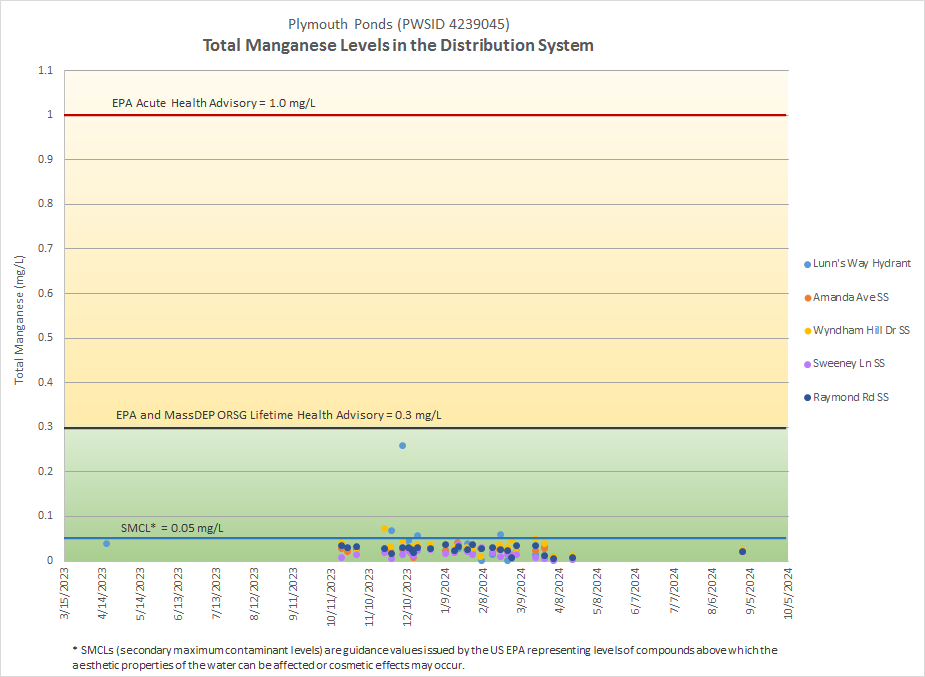 Plymouth Ponds (PWSID 4239045)
Total Manganese Levels in the Distribution System
Total Manganese (mg/L)
1.1
1
0.9
0.8
0.7
0.6
0.5
0.4
0.3
0.2
0.1
0
EPA Acute Health Advisory = 1.0 mg/L
EPA and MassDEP ORSG Lifetime Health Advisory = 0.3 mg/L
SMCL* = 0.05 mg/L
3/15/2023
4/14/2023
5/14/2023
6/13/2023
7/13/2023
8/12/2023
9/11/2023
10/11/2023
11/10/2023
12/10/2023
1/9/2024
2/8/2024
3/9/2024
4/8/2024
5/8/2024
6/7/2024
7/7/2024
8/6/2024
9/5/2024
10/5/2024
Lunn's Way Hydrant
Amanda Ave SS
Wyndham Hill Dr SS
Sweeney Ln SS
Raymond Rd SS
* SMCLs (secondary maximum contaminant levels) are guidance values issued by the US EPA representing levels of compounds above which the
aesthetic properties of the water can be affected or cosmetic effects may occur.